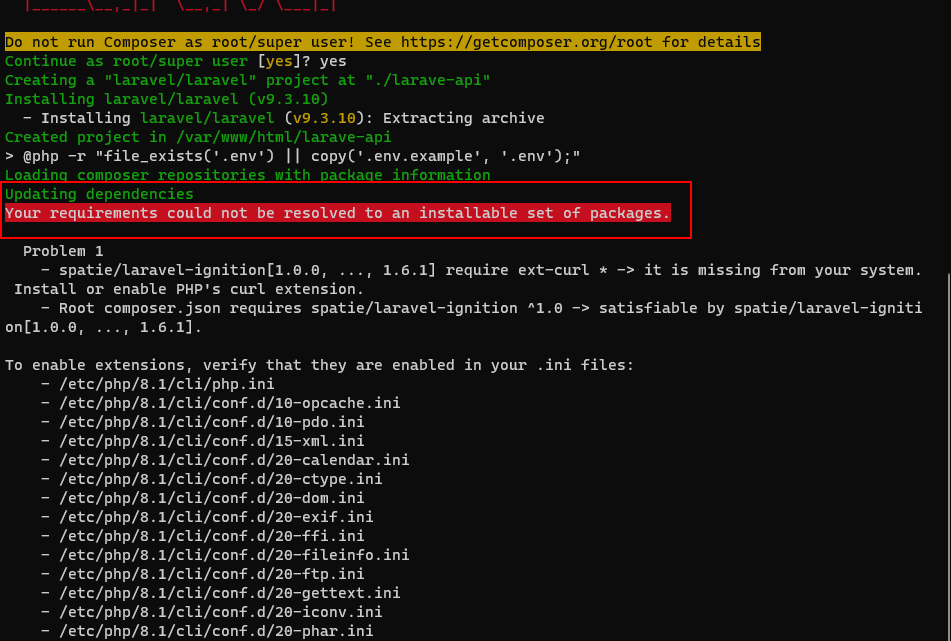 |______\__,_|_|  \__,_| \_/ \___|_|
Do not run Composer as root/super user! See https://getcomposer.org/root for details
Continue as root/super user [yes]? yes
Creating a "laravel/laravel" project at "./larave-api"
Installing laravel/laravel (v9.3.10)
  - Installing laravel/laravel (v9.3.10): Extracting archive
Created project in /var/www/html/larave-api
> @php -r "file_exists('.env') || copy('.env.example', '.env');"
Loading composer repositories with package information
Updating dependencies
Your requirements could not be resolved to an installable set of packages.
  Problem 1
    - spatie/laravel-ignition[1.0.0, ..., 1.6.1] require ext-curl * -> it is missing from your system.
 Install or enable PHP's curl extension.
    - Root composer.json requires spatie/laravel-ignition ^1.0 -> satisfiable by spatie/laravel-igniti
on[1.0.0, ..., 1.6.1].
To enable extensions, verify that they are enabled in your .ini files:
    - /etc/php/8.1/cli/php.ini
    - /etc/php/8.1/cli/conf.d/10-opcache.ini
    - /etc/php/8.1/cli/conf.d/10-pdo.ini
    - /etc/php/8.1/cli/conf.d/15-xml.ini
    - /etc/php/8.1/cli/conf.d/20-calendar.ini
    - /etc/php/8.1/cli/conf.d/20-ctype.ini
    - /etc/php/8.1/cli/conf.d/20-dom.ini
    - /etc/php/8.1/cli/conf.d/20-exif.ini
    - /etc/php/8.1/cli/conf.d/20-ffi.ini
    - /etc/php/8.1/cli/conf.d/20-fileinfo.ini
    - /etc/php/8.1/cli/conf.d/20-ftp.ini
    - /etc/php/8.1/cli/conf.d/20-gettext.ini
    - /etc/php/8.1/cli/conf.d/20-iconv.ini
    - /etc/php/8.1/cli/conf.d/20-phar.ini